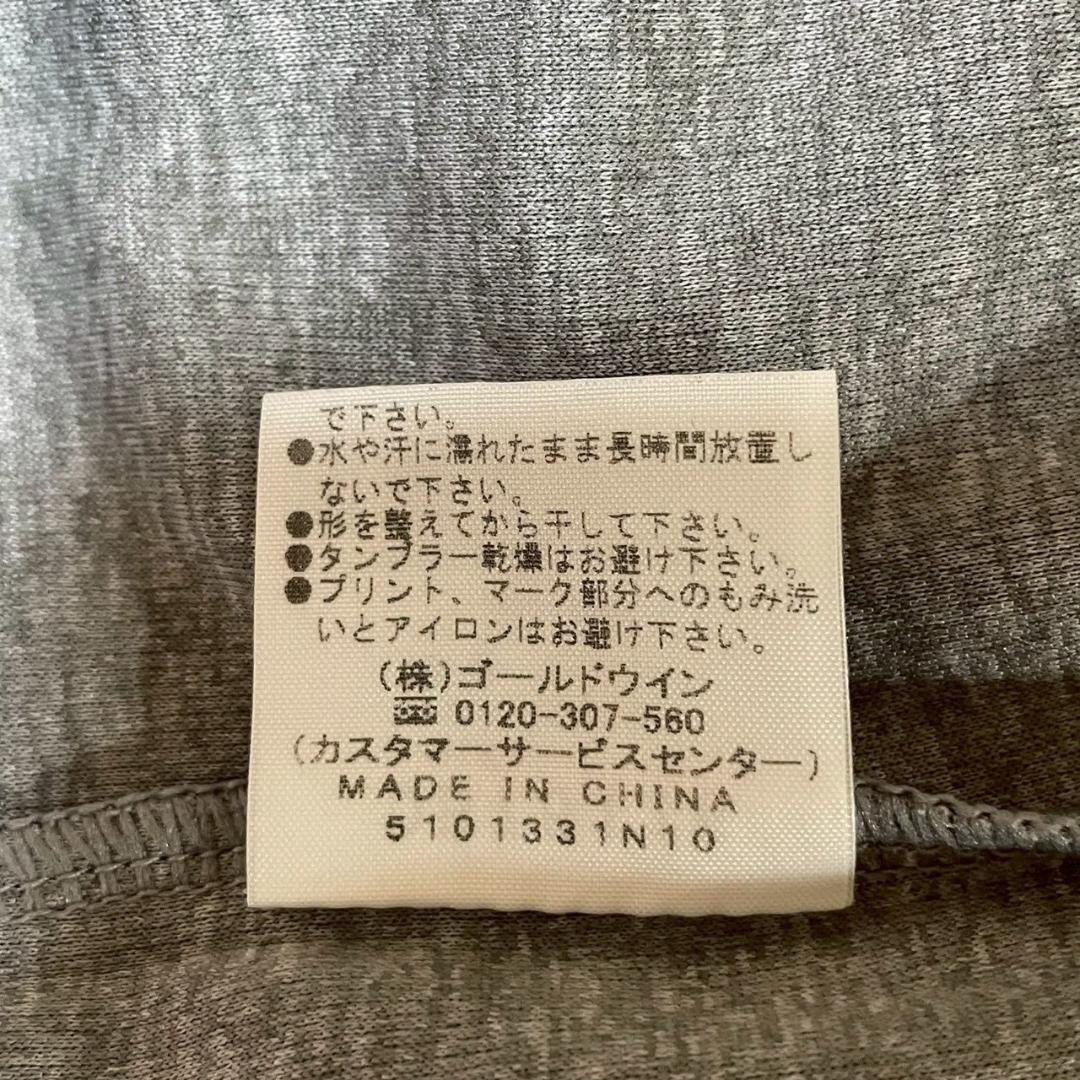 で下さい。
●水や汗に濡れたまま長時間放置し
ないで下さい。
●形を整えてから干して下さい。
●タンブラー乾燥はお避け下さい。
●プリント、マーク部分へのもみ洗
いとアイロンはお避け下さい。
(株)ゴールドウイン
0120-307-560
(カスタマーサービスセンター)
MADE IN CHINA
5101331N10